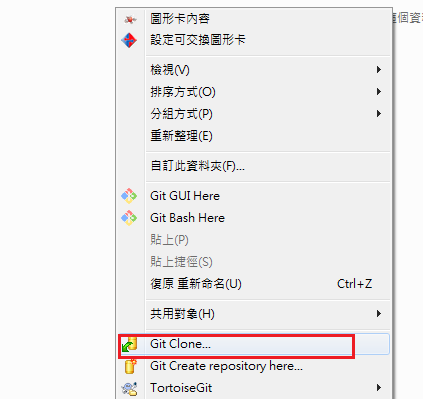 圖形卡內容
設定可交換圖形卡
這個資
檢視(V)
排序方式(O)
分組方式(P)
重新整理(E)
自訂此資料夾(F)...
Git GUI Here
Git Bash Here
貼上(P)
貼上捷徑(S)
復原 重新命名(U) Ctrl+Z
共用對象(H)
Git Clone...
Git Create repository here...
TortoiseGit